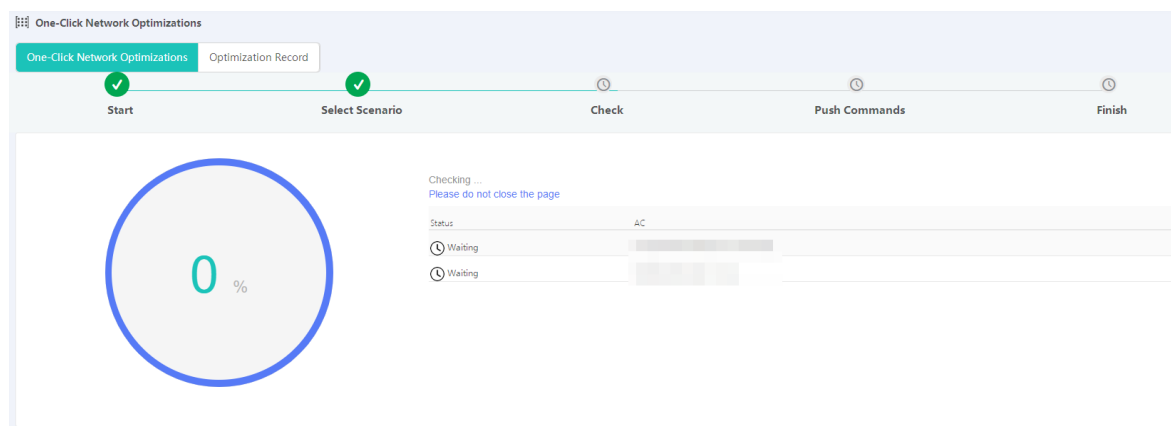 One-Click Network Optimizations
One-Click Network Optimizations Optimization Record
Start Select Scenario Check Push Commands Finish
Checking ...
Please do not close the page
Status AC
Waiting
Waiting
0 %